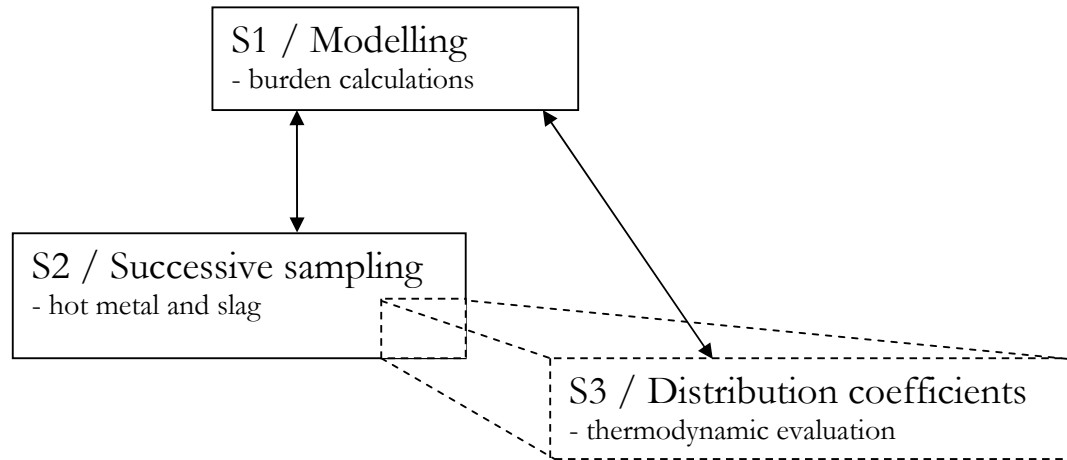 S1 / Modelling
- burden calculations
S2 / Successive sampling
- hot metal and slag
S3 / Distribution coefficients
- thermodynamic evaluation